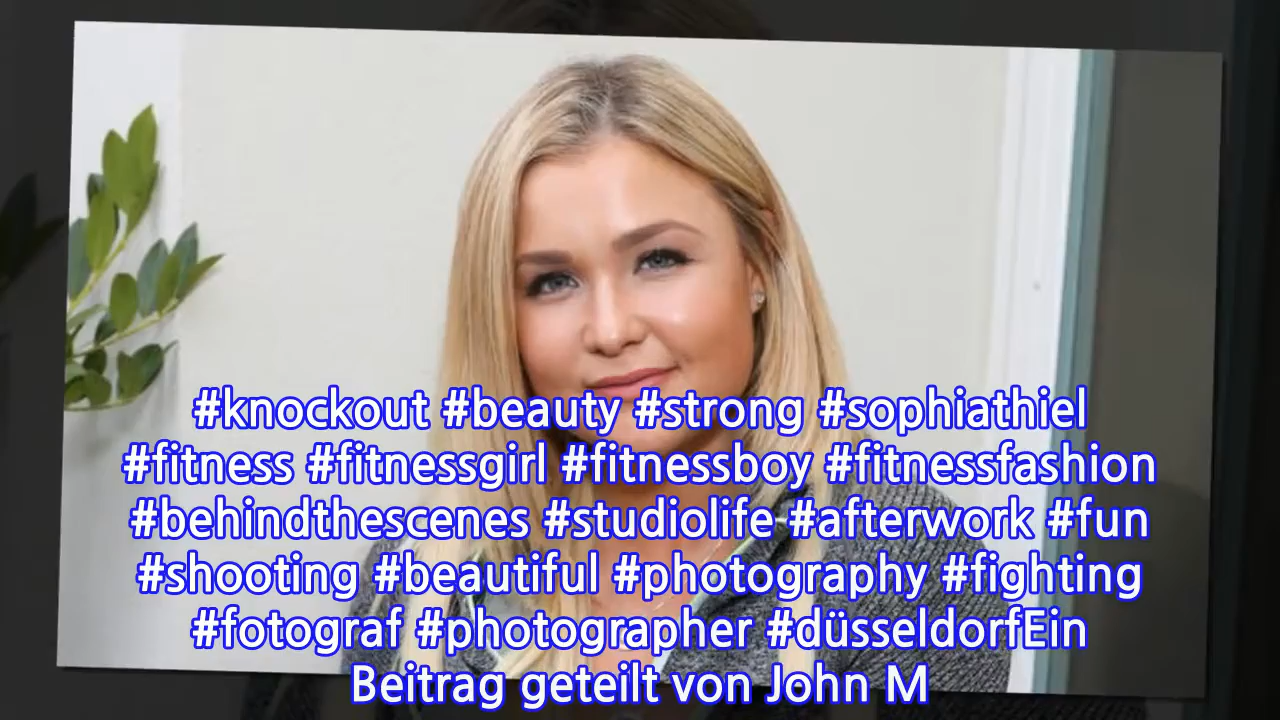 #knockout #beauty #strong #sophiathiel
#fitness #fitnessgirl #fitnessboy #fitnessfashion
#behindthescenes #studiolife #afterwork #fun
#shooting #beautiful #photography #fighting
#fotograf #photographer #düsseldorfEin
Beitrag geteilt von John M